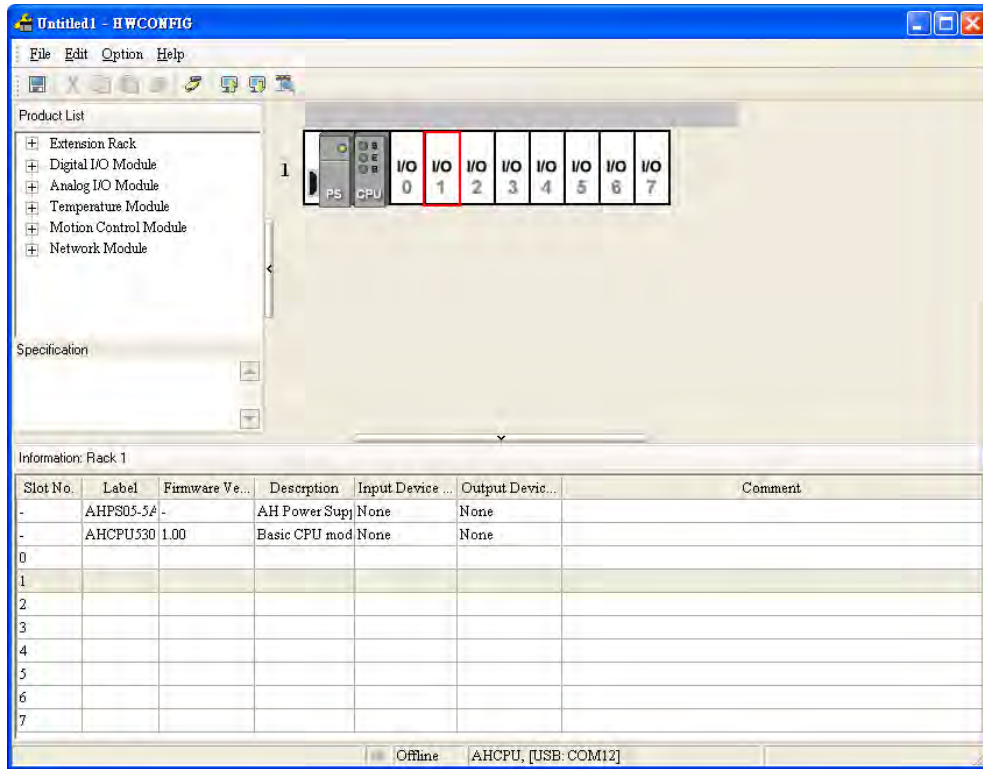 Untitled1 - HWCONFIG
File Edit Option Help
Product List
Extension Rack
Digital I/O Module
Analog I/O Module
Temperature Module
Motion Control Module
Network Module
Specification
1
PS CPU I/O 0 I/O 1 I/O 2 I/O 3 I/O 4 I/O 5 I/O 6 I/O 7
Information: Rack 1
Slot No. Label Firmware Ve... Descrption Input Device ... Output Devic... Comment
- AHPS05-5A - AH Power Supp None None
- AHCPU530 1.00 Basic CPU mod None None
0
1
2
3
4
5
6
7
Offline AHCPU, [USB: COM12]